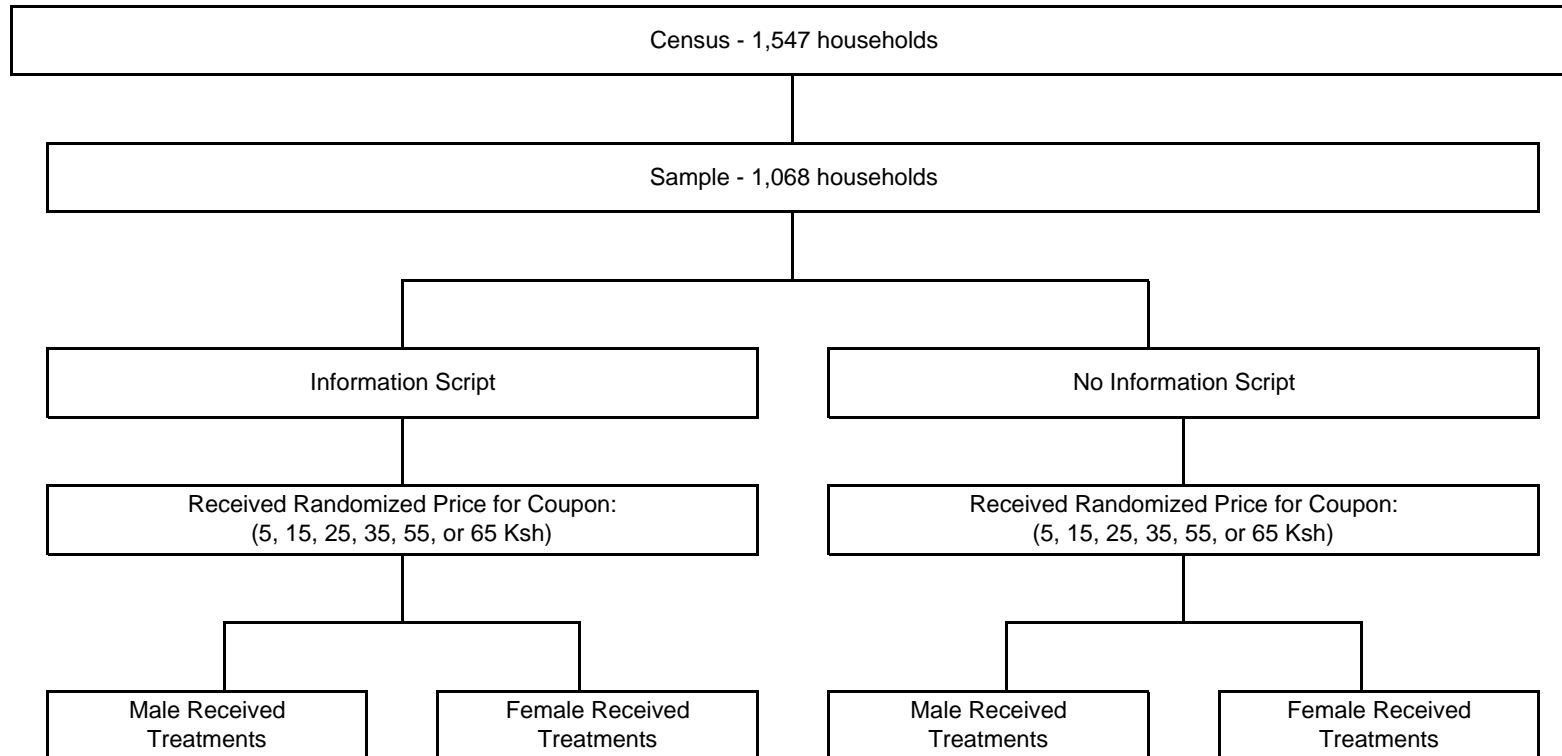 Census - 1,547 households
Sample - 1,068 households
Information Script
No Information Script
Received Randomized Price for Coupon:
(5, 15, 25, 35, 55, or 65 Ksh)
Received Randomized Price for Coupon:
(5, 15, 25, 35, 55, or 65 Ksh)
Male Received
Treatments
Female Received
Treatments
Male Received
Treatments
Female Received
Treatments